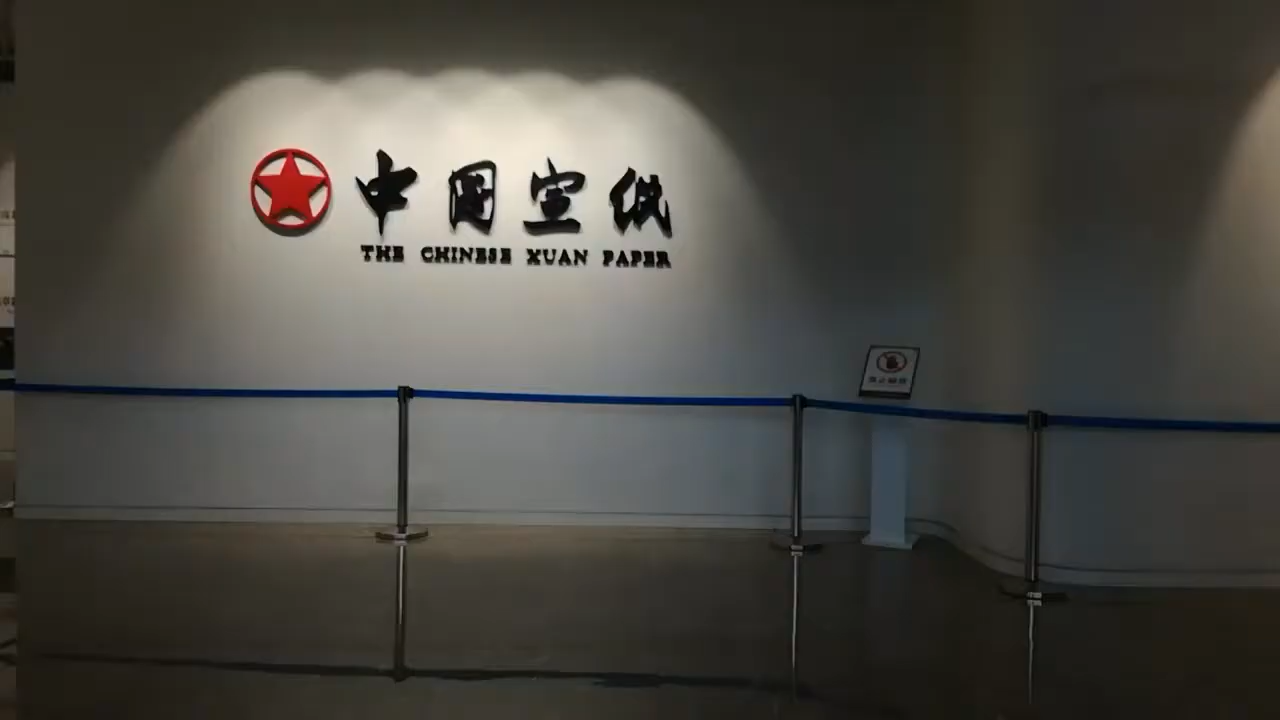 中国宣纸
THE CHINESE XUAN PAPER